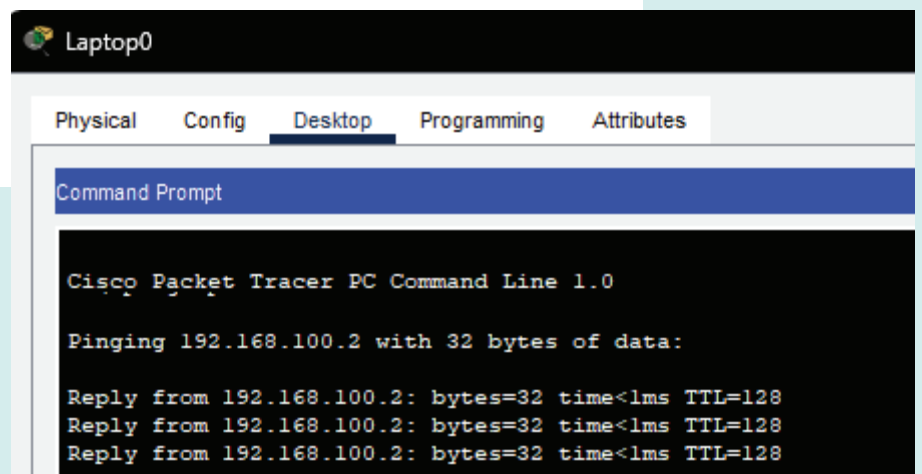 Laptop0
Physical Config Desktop Programming Attributes
Command Prompt
Cisco Packet Tracer PC Command Line 1.0
Pinging 192.168.100.2 with 32 bytes of data:
Reply from 192.168.100.2: bytes=32 time<1ms TTL=128
Reply from 192.168.100.2: bytes=32 time<1ms TTL=128
Reply from 192.168.100.2: bytes=32 time<1ms TTL=128